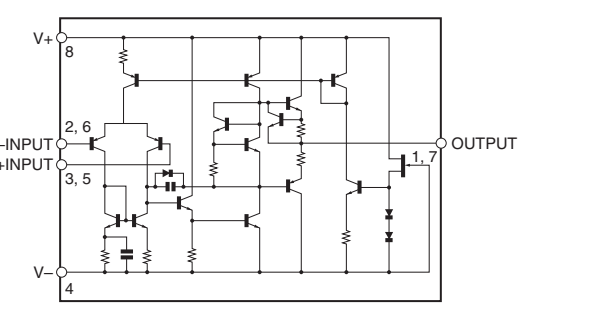 V+
8
2, 6
–INPUT
+INPUT
3, 5
OUTPUT
1, 7
V–
4